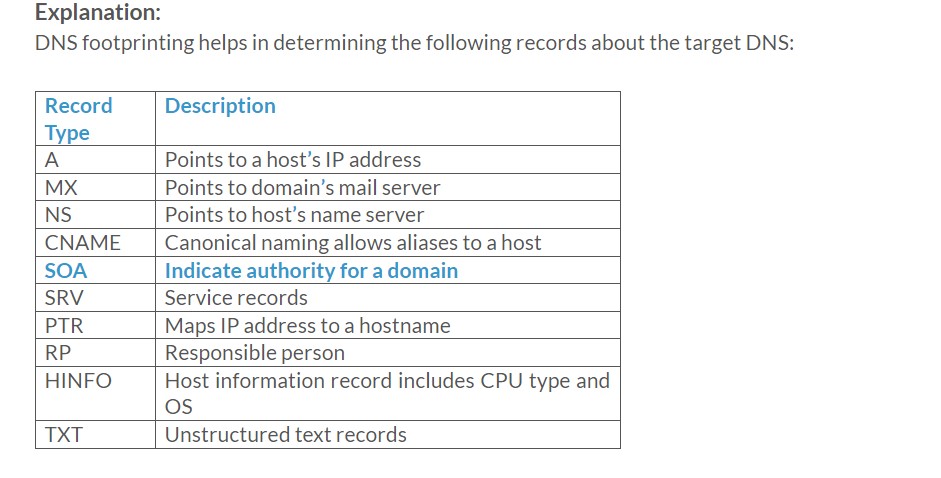 Explanation:
DNS footprinting helps in determining the following records about the target DNS:
Record Type Description
A Points to a host’s IP address
MX Points to domain’s mail server
NS Points to host’s name server
CNAME Canonical naming allows aliases to a host
SOA Indicate authority for a domain
SRV Service records
PTR Maps IP address to a hostname
RP Responsible person
HINFO Host information record includes CPU type and
OS
TXT Unstructured text records